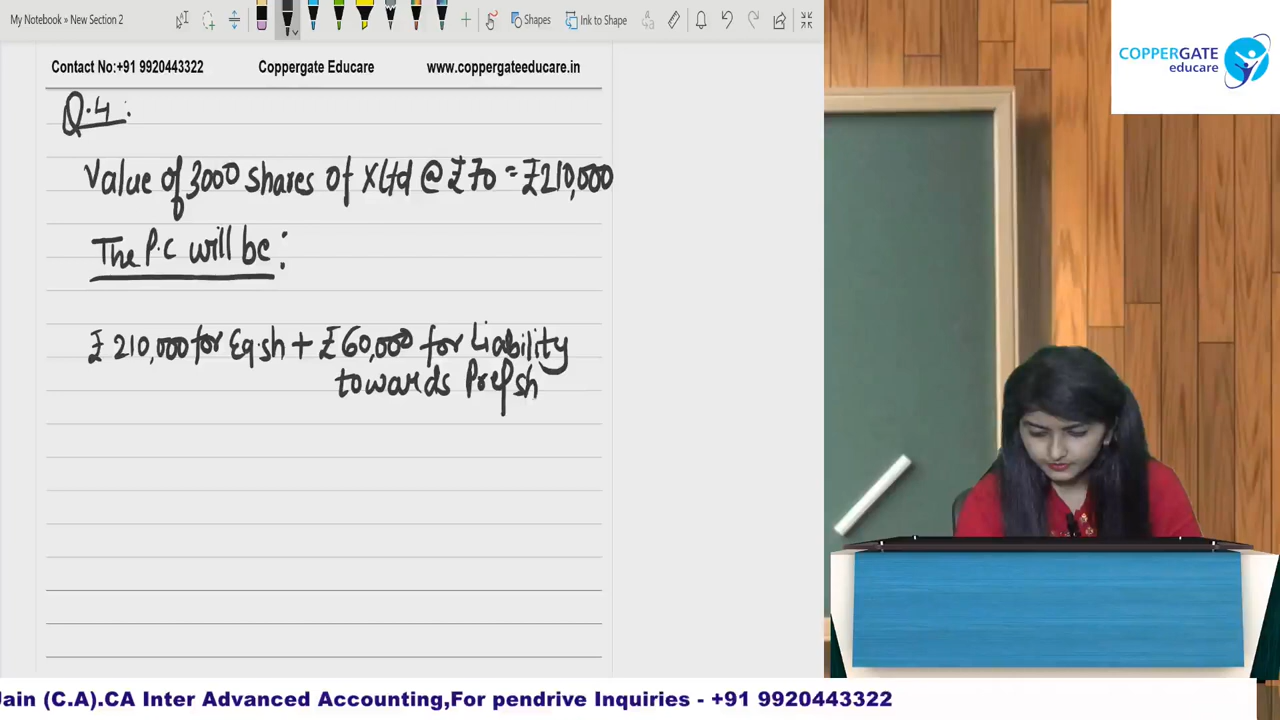 My Notebook » New Section 2
Shapes
Ink to Shape
COPPERGATE
educare
Contact No:+91 9920443322 Coppergate Educare www.coppergateeducare.in
Q.4:
Value of 3000 shares of X Ltd @ ₹70 = ₹210,000
The P.C will be:
₹210,000 for Eq.sh + ₹60,000 for Liability
towards Pref sh
Jain (C.A).CA Inter Advanced Accounting,For pendrive Inquiries - +91 9920443322